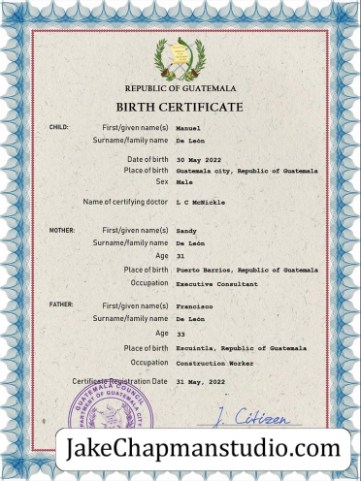 REPUBLIC OF GUATEMALA
BIRTH CERTIFICATE
CHILD: First/given name(s) Manuel
Surname/family name De León
Date of birth 30 May 2022
Place of birth Guatemala city, Republic of Guatemala
Sex Male
Name of certifying doctor L C McNickle
MOTHER: First/given name(s) Sandy
Surname/family name De León
Age 31
Place of birth Puerto Barrios, Republic of Guatemala
Occupation Executive Consultant
FATHER: First/given name(s) Francisco
Surname/family name De León
Age 33
Place of birth Escuintla, Republic of Guatemala
Occupation Construction Worker
Certificate Registration Date 31 May, 2022
GUATEMALA COUNCIL
J. Citizen
JakeChapmanstudio.com